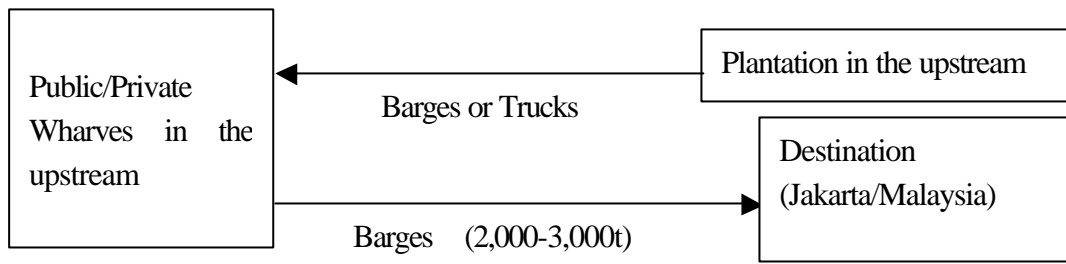 Public/Private
Wharves in the
upstream
Barges or Trucks
Plantation in the upstream
Destination
(Jakarta/Malaysia)
Barges (2,000-3,000t)